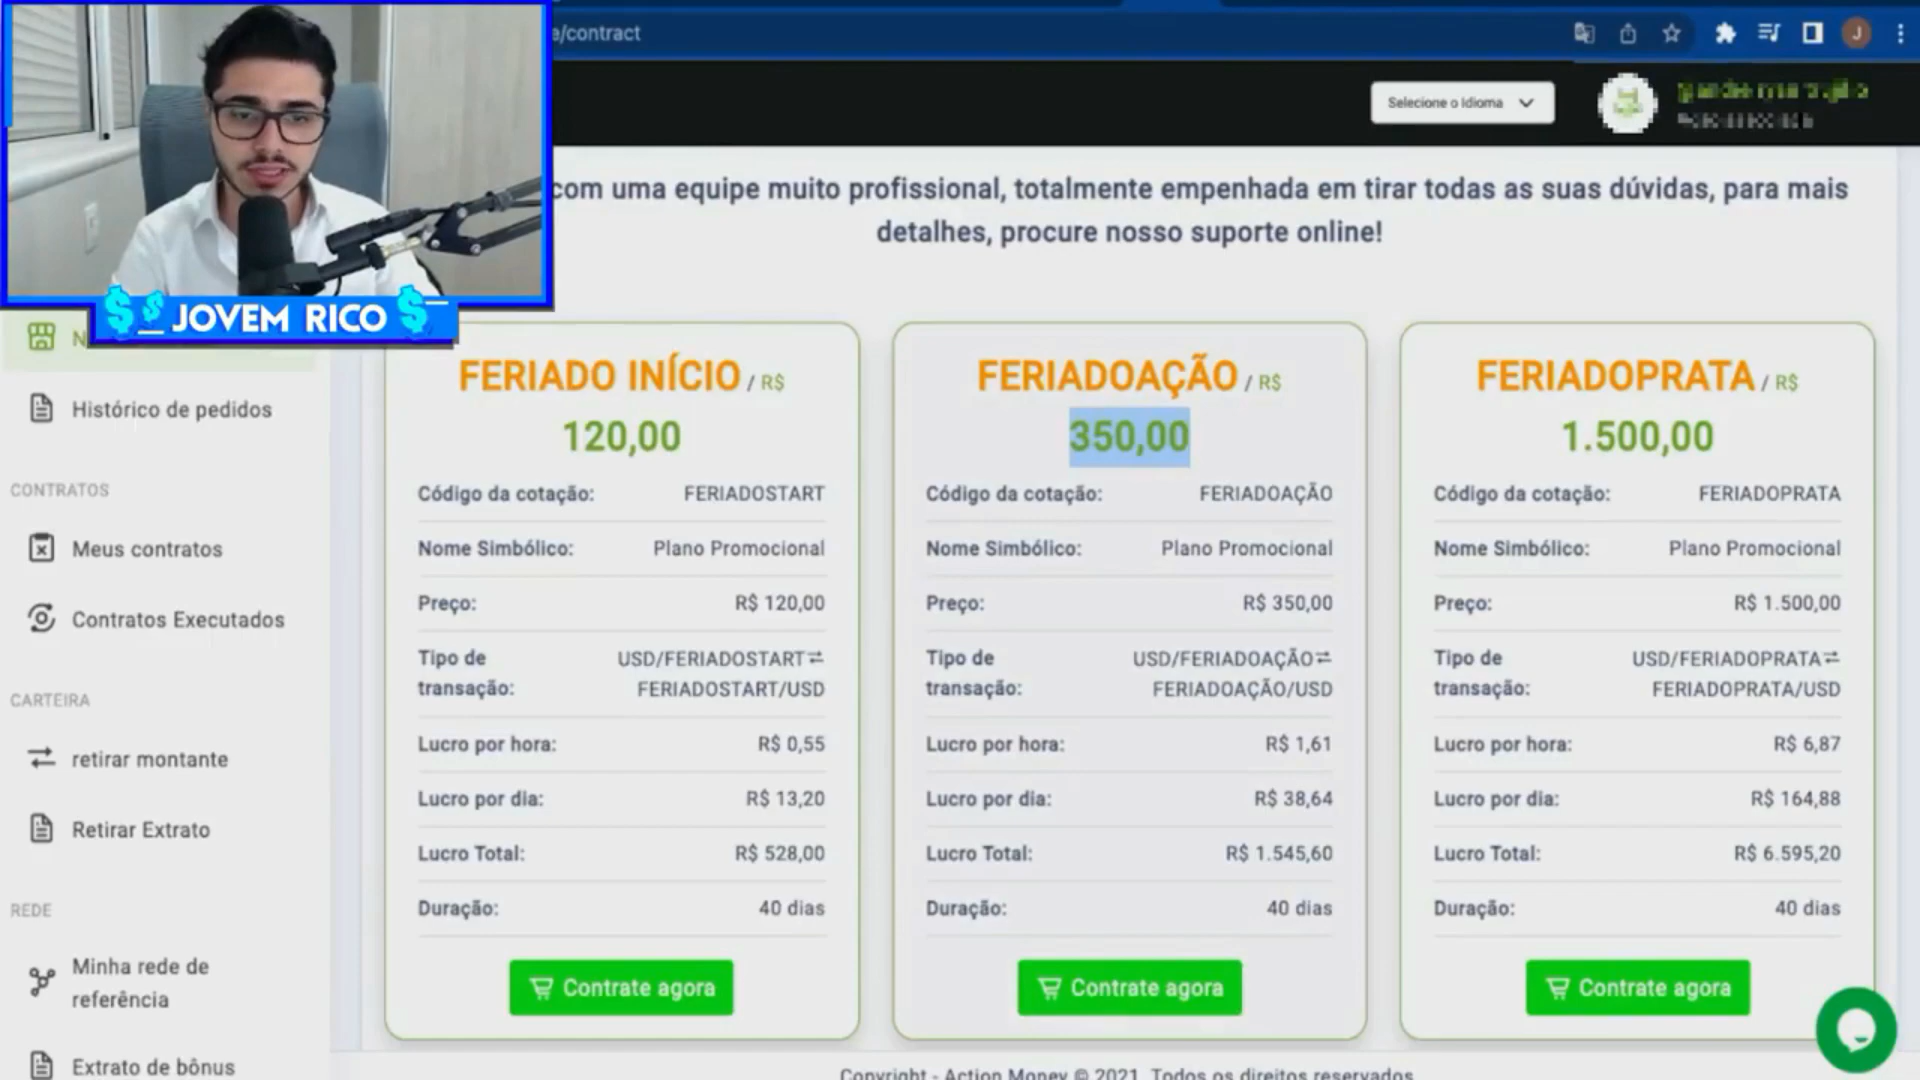 e/contract
J
Selecione o Idioma
com uma equipe muito profissional, totalmente empenhada em tirar todas as suas dúvidas, para mais
detalhes, procure nosso suporte online!
$ $ JOVEM RICO $
N
Histórico de pedidos
CONTRATOS
Meus contratos
Contratos Executados
CARTEIRA
retirar montante
Retirar Extrato
REDE
Minha rede de
referência
Extrato de bônus
FERIADO INÍCIO / R$
120,00
Código da cotação: FERIADOSTART
Nome Simbólico: Plano Promocional
Preço: R$ 120,00
Tipo de USD/FERIADOSTART⇄
transação: FERIADOSTART/USD
Lucro por hora: R$ 0,55
Lucro por dia: R$ 13,20
Lucro Total: R$ 528,00
Duração: 40 dias
Contrate agora
FERIADOAÇÃO / R$
350,00
Código da cotação: FERIADOAÇÃO
Nome Simbólico: Plano Promocional
Preço: R$ 350,00
Tipo de USD/FERIADOAÇÃO⇄
transação: FERIADOAÇÃO/USD
Lucro por hora: R$ 1,61
Lucro por dia: R$ 38,64
Lucro Total: R$ 1.545,60
Duração: 40 dias
Contrate agora
FERIADOPRATA / R$
1.500,00
Código da cotação: FERIADOPRATA
Nome Simbólico: Plano Promocional
Preço: R$ 1.500,00
Tipo de USD/FERIADOPRATA⇄
transação: FERIADOPRATA/USD
Lucro por hora: R$ 6,87
Lucro por dia: R$ 164,88
Lucro Total: R$ 6.595,20
Duração: 40 dias
Contrate agora
Copyright - Action Money © 2021. Todos os direitos reservados